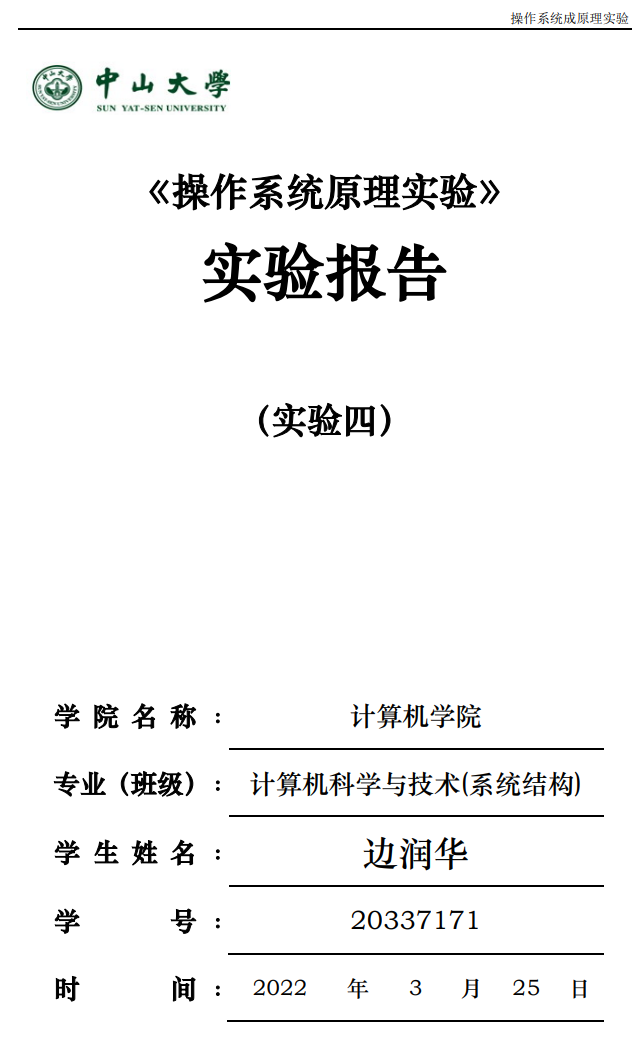 操作系统成原理实验
中山大学
SUN YAT-SEN UNIVERSITY
《操作系统原理实验》
实验报告
（实验四）
学院名称：计算机学院
专业（班级）：计算机科学与技术(系统结构)
学生姓名：边润华
学号：20337171
时间：2022 年 3 月 25 日